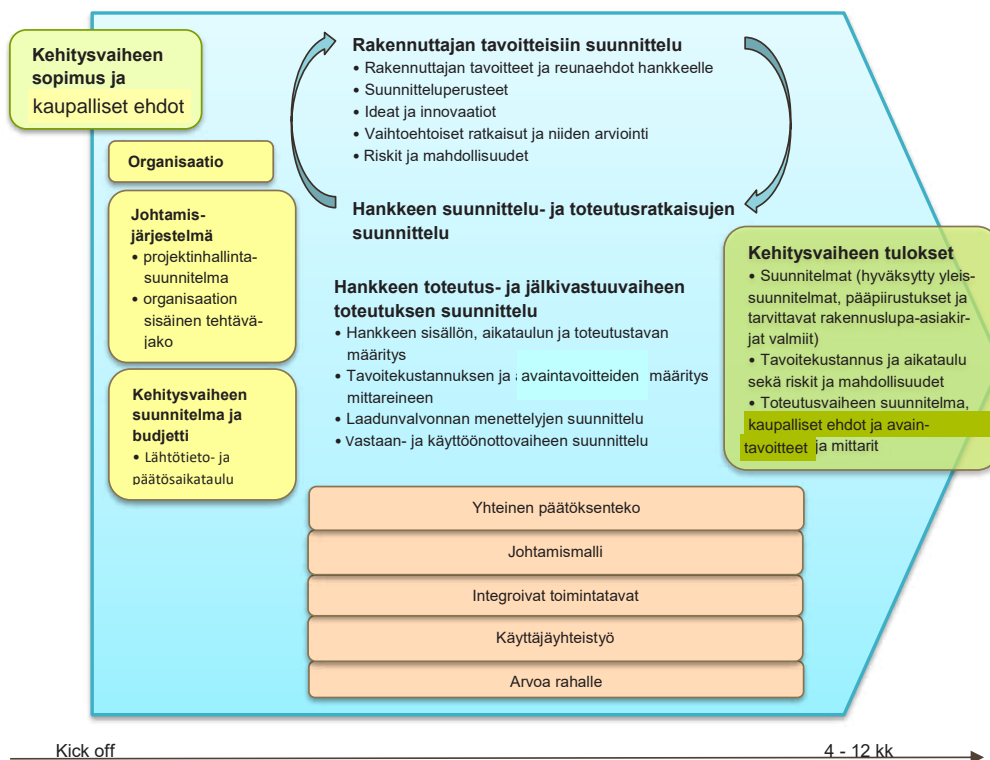 Kehitysvaiheen
sopimus ja
kaupalliset ehdot
Organisaatio
Johtamis-
järjestelmä
• projektinhallinta-
suunnitelma
• organisaation
sisäinen tehtävä-
jako
Kehitysvaiheen
suunnitelma ja
budjetti
• Lähtötieto- ja
päätösaikataulu
Rakennuttajan tavoitteisiin suunnittelu
• Rakennuttajan tavoitteet ja reunaehdot hankkeelle
• Suunnitteluperusteet
• Ideat ja innovaatiot
• Vaihtoehtoiset ratkaisut ja niiden arviointi
• Riskit ja mahdollisuudet
Hankkeen suunnittelu- ja toteutusratkaisujen
suunnittelu
Hankkeen toteutus- ja jälkivastuuvaiheen
toteutuksen suunnittelu
• Hankkeen sisällön, aikataulun ja toteutustavan
määritys
• Tavoitekustannuksen ja avaintavoitteiden määritys
mittareineen
• Laadunvalvonnan menettelyjen suunnittelu
• vastaan- ja käyttöönottovaiheen suunnittelu
Kehitysvaiheen tulokset
• Suunnitelmat (hyväksytty yleis-
suunnitelmat, pääpiirustukset ja
tarvittavat rakennuslupa-asiakir-
jat valmiit)
• Tavoitekustannus ja aikataulu
sekä riskit ja mahdollisuudet
• Toteutusvaiheen suunnitelma,
kaupalliset ehdot ja avain-
tavoitteet ja mittarit
Yhteinen päätöksenteko
Johtamismalli
Integroivat toimintatavat
Käyttäjäyhteistyö
Arvoa rahalle
Kick off
4 - 12 kk